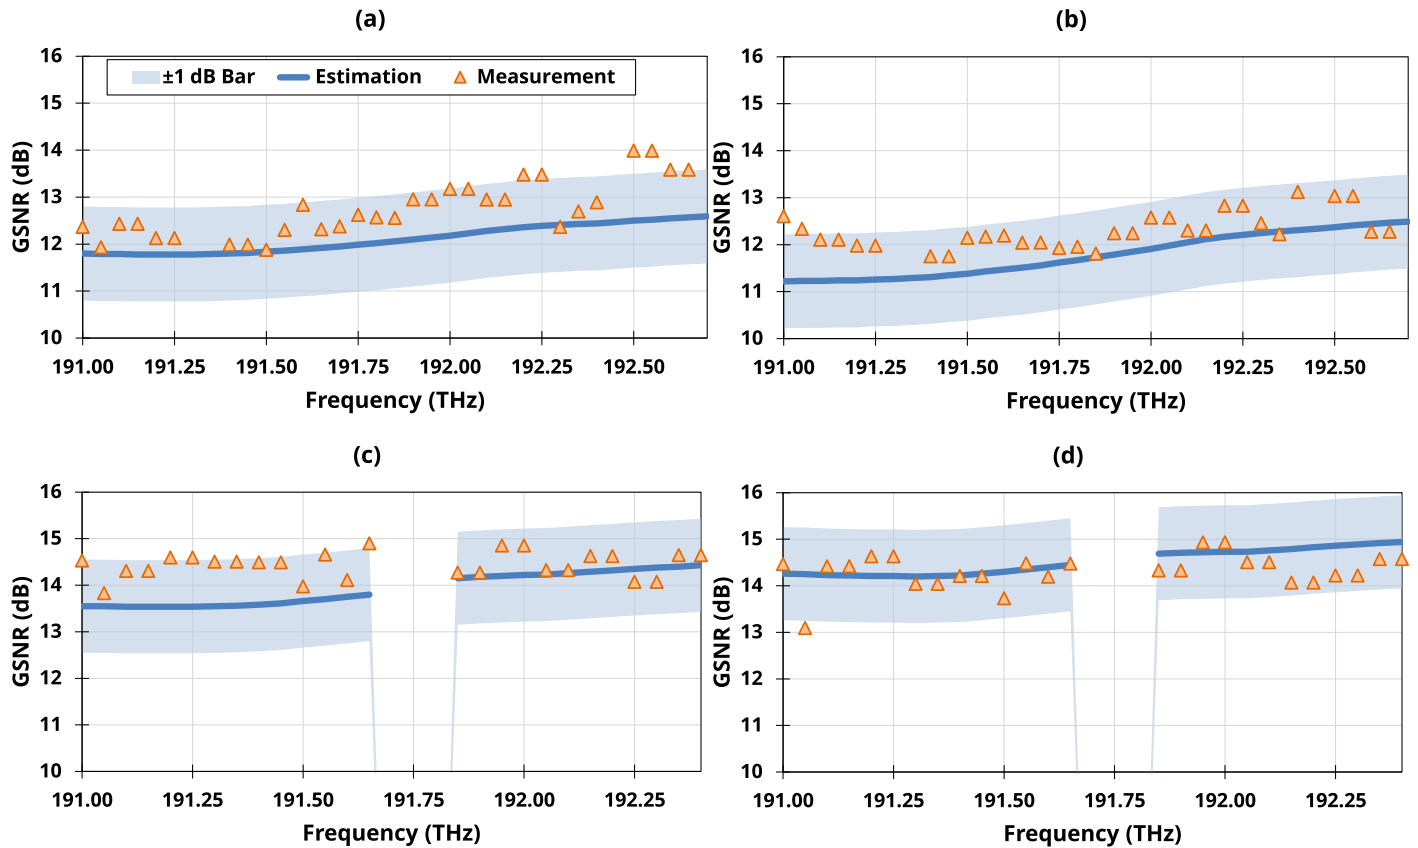 (a)
16
15
14
13
12
11
10
GSNR (dB)
±1 dB Bar Estimation Measurement
191.00 191.25 191.50 191.75 192.00 192.25 192.50
Frequency (THz)
(b)
16
15
14
13
12
11
10
GSNR (dB)
191.00 191.25 191.50 191.75 192.00 192.25 192.50
Frequency (THz)
(c)
16
15
14
13
12
11
10
GSNR (dB)
191.00 191.25 191.50 191.75 192.00 192.25
Frequency (THz)
(d)
16
15
14
13
12
11
10
GSNR (dB)
191.00 191.25 191.50 191.75 192.00 192.25
Frequency (THz)